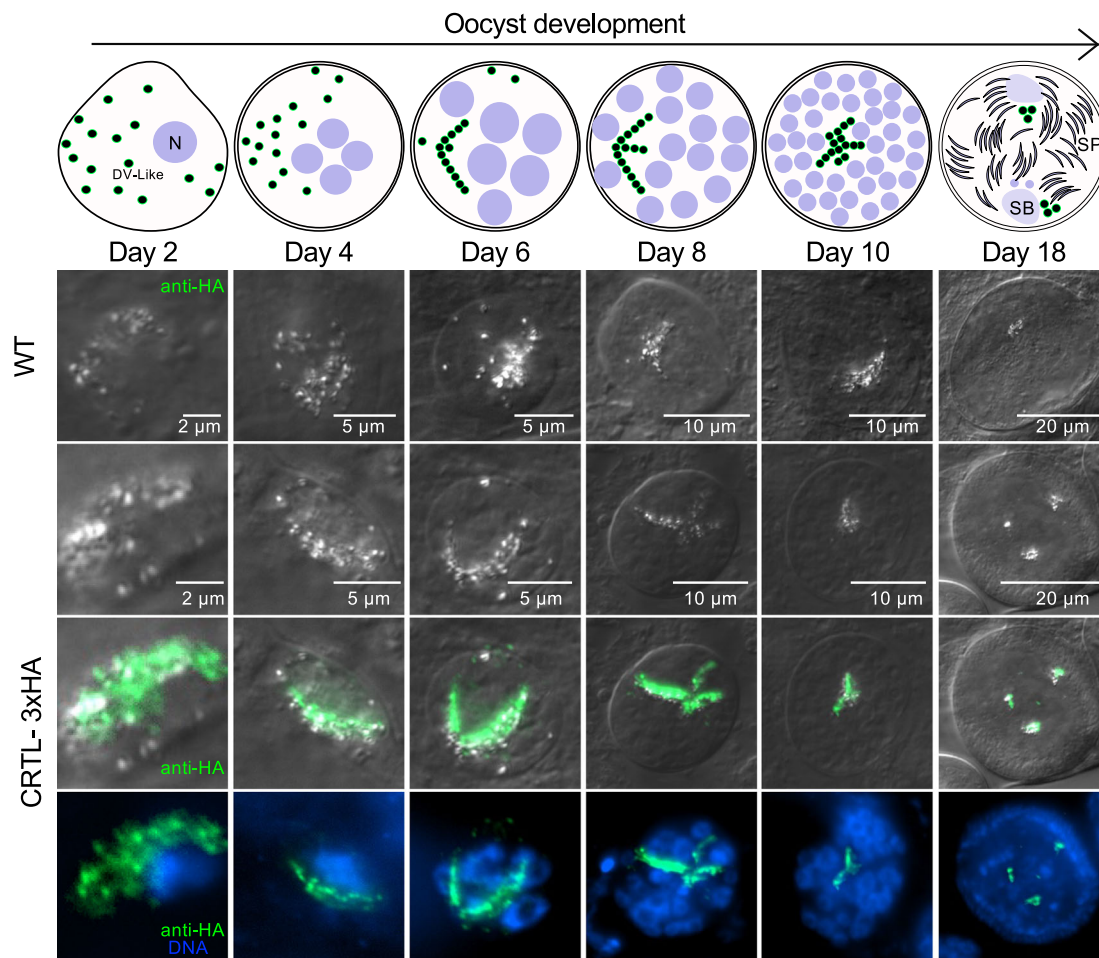 Oocyst development
N
DV-Like
SP
SB
Day 2 Day 4 Day 6 Day 8 Day 10 Day 18
WT
anti-HA
2 µm 5 µm 5 µm 10 µm 10 µm 20 µm
CRTL- 3xHA
2 µm 5 µm 5 µm 10 µm 10 µm 20 µm
anti-HA
anti-HA
DNA